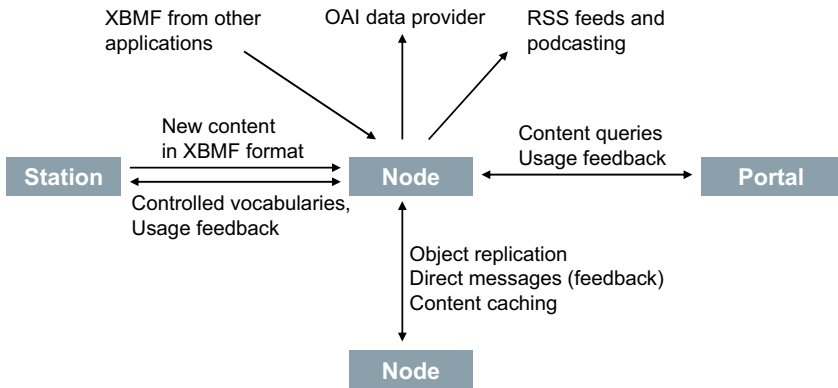 XBMF from other
applications
OAI data provider
RSS feeds and
podcasting
New content
in XBMF format
Content queries
Usage feedback
Station
Node
Portal
Controlled vocabularies,
Usage feedback
Object replication
Direct messages (feedback)
Content caching
Node